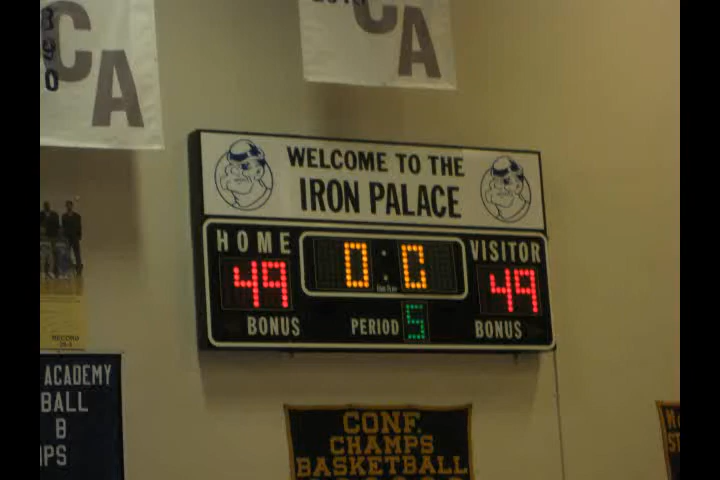 CA
CA
WELCOME TO THE
IRON PALACE
HOME 0:0 VISITOR
49 49
BONUS PERIOD 5 BONUS
RECORD
ACADEMY
BALL
B
CONF.
CHAMPS
BASKETBALL